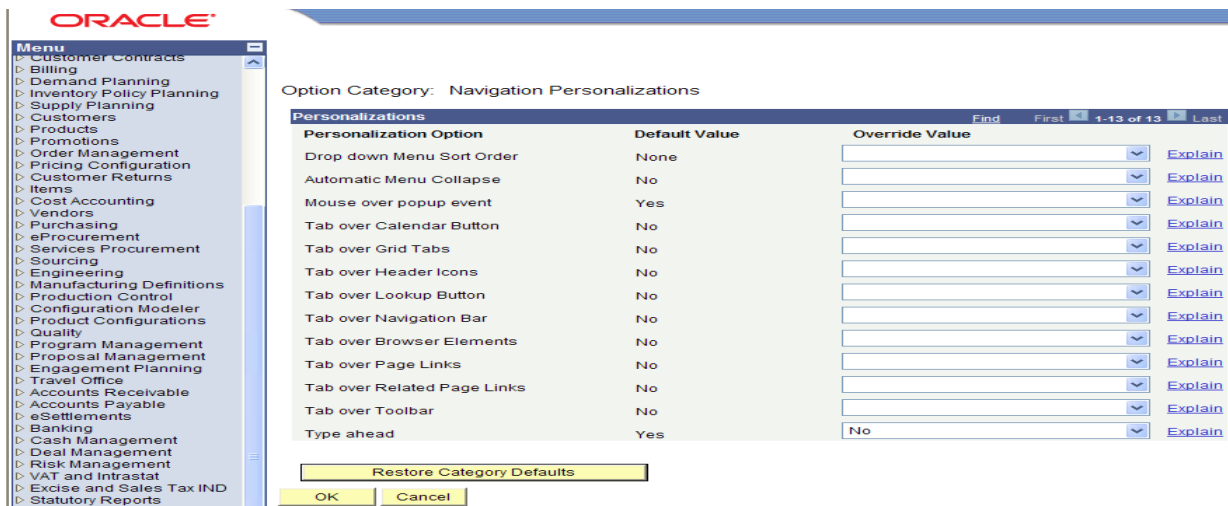 ORACLE
Menu
Customer Contracts
Billing
Demand Planning
Inventory Policy Planning
Supply Planning
Customers
Products
Promotions
Order Management
Pricing Configuration
Customer Returns
Items
Cost Accounting
Vendors
Purchasing
eProcurement
Services Procurement
Sourcing
Engineering
Manufacturing Definitions
Production Control
Configuration Modeler
Product Configurations
Quality
Program Management
Proposal Management
Engagement Planning
Travel Office
Accounts Receivable
Accounts Payable
eSettlements
Banking
Cash Management
Deal Management
Risk Management
VAT and Intrastat
Excise and Sales Tax IND
Statutory Reports
Option Category: Navigation Personalizations
Personalizations Find First 1-13 of 13 Last
Personalization Option Default Value Override Value
Drop down Menu Sort Order None Explain
Automatic Menu Collapse No Explain
Mouse over popup event Yes Explain
Tab over Calendar Button No Explain
Tab over Grid Tabs No Explain
Tab over Header Icons No Explain
Tab over Lookup Button No Explain
Tab over Navigation Bar No Explain
Tab over Browser Elements No Explain
Tab over Page Links No Explain
Tab over Related Page Links No Explain
Tab over Toolbar No Explain
Type ahead Yes No Explain
Restore Category Defaults
OK Cancel